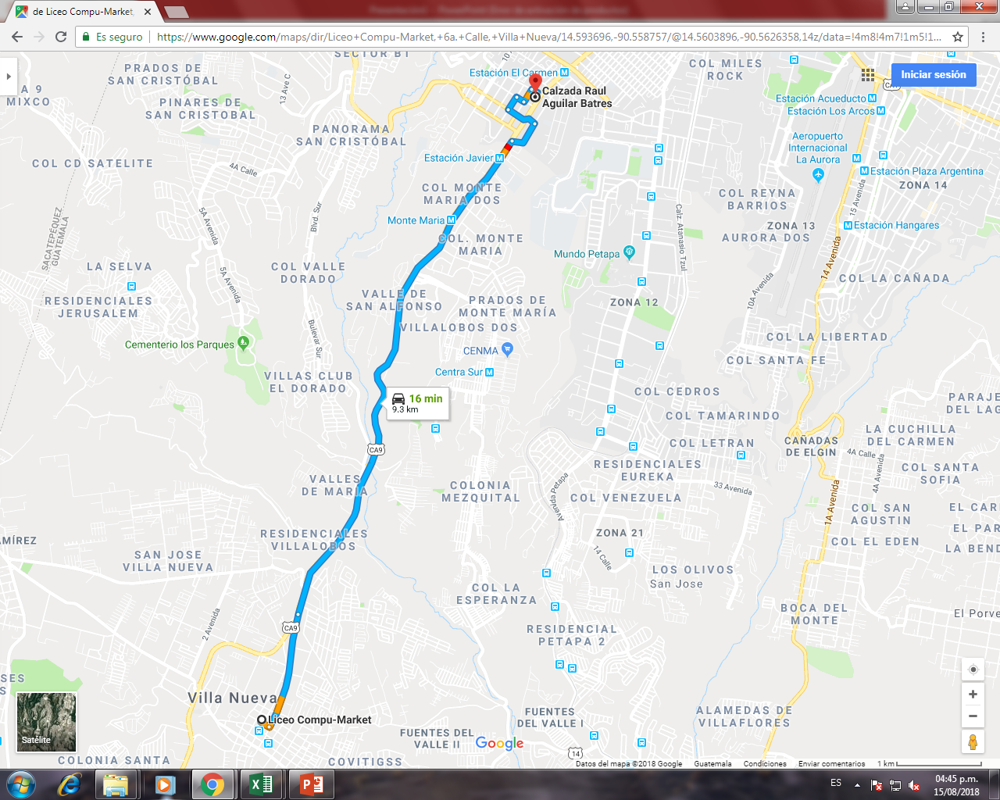 de Liceo Compu-Market,
Es seguro
https://www.google.com/maps/dir/Liceo+Compu-Market,+6a.+Calle,+Villa+Nueva/14.593696,-90.558757/@14.5603896,-90.5626358,14z/data=!4m8!4m7!1m5!1...
SECTOR B1
Estación El Carmen
COL MILES
ROCK
Iniciar sesión
PRADOS DE
SAN CRISTÓBAL
A 9
MIXCO
13 Ave C
PINARES DE
SAN CRISTOBAL
Calzada Raul
Aguilar Batres
Estación Acueducto
Estación Los Arcos
PANORAMA
SAN CRISTÓBAL
Aeropuerto
Internacional
La Aurora
COL CD SATELITE
4A Calle
Estación Javier
Estación Plaza Argentina
ZONA 14
15 Avenida
COL MONTE
MARIA DOS
COL REYNA
BARRIOS
SACATEPÉQUEZ
GUATEMALA
5A Avenida
Blvd. Sur
Calz. Atanasio Tzul
Monte Maria
ZONA 13
Estación Hangares
COL. MONTE
MARIA
AURORA DOS
Mundo Petapa
14 Avenida
LA SELVA
COL VALLE
DORADO
5A Avenida
10A Avenida
COL LA CAÑADA
RESIDENCIALES
JERUSALEM
VALLE DE
SAN ALFONSO
PRADOS DE
MONTE MARÍA
ZONA 12
VILLALOBOS DOS
Bulevar Sur
Cementerio los Parques
CENMA
COL LA LIBERTAD
COL SANTA FE
Centra Sur
VILLAS CLUB
EL DORADO
COL CEDROS
16 min
9.3 km
PARAJE
DEL LAG
COL TAMARINDO
LA CUCHILLA
DEL CARMEN
CAÑADAS
DE ELGIN
COL LETRAN
CA9
4A Calle
RESIDENCIALES
EUREKA
COL SANTA
SOFIA
VALLES
DE MARÍA
COLONIA
MEZQUITAL
Avenida Petapa
33 Avenida
4A Avenida
COL VENEZUELA
1A Avenida
COL SAN
AGUSTIN
EL CAR
EL PAR
LA BEND
RESIDENCIALES
VILLALOBOS
ZONA 21
COL EL EDEN
AMÍREZ
SAN JOSE
VILLA NUEVA
14 Calle
LOS OLIVOS
San Jose
COL LA
ESPERANZA
BOCA DEL
MONTE
El Porve
2 Avenida
CA9
RESIDENCIAL
PETAPA 2
Villa Nueva
Liceo Compu-Market
FUENTES
DEL VALLE I
ALAMEDAS DE
VILLAFLORES
Satélite
FUENTES DEL
VALLE II
Google
14
COLONIA SANTA
COVITIGSS
Datos del mapa ©2018 Google
Guatemala
Condiciones
Enviar comentarios
1 km
ES
04:45 p.m.
15/08/2018